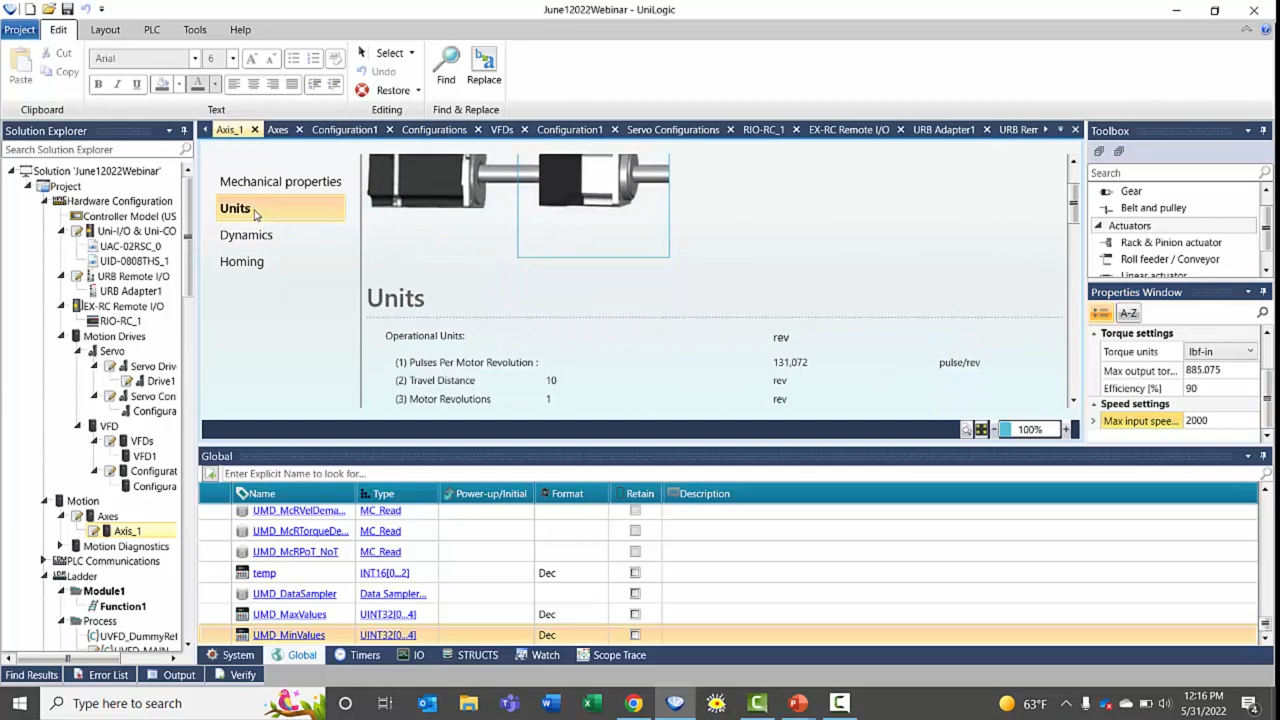 June12022Webinar - UniLogic
Project
Edit
Layout
PLC
Tools
Help
Paste
Cut
Copy
Clipboard
Arial
6
Text
Select
Undo
Restore
Editing
Find
Replace
Find & Replace
Solution Explorer
Search Solution Explorer
Solution 'June12022Webinar'
Project
Hardware Configuration
Controller Model (US
Uni-I/O & Uni-CO
UAC-02RSC_0
UID-0808THS_1
URB Remote I/O
URB Adapter1
EX-RC Remote I/O
RIO-RC_1
Motion Drives
Servo
Servo Driv
Drive1
Servo Con
Configura
VFD
VFDs
VFD1
Configurat
Configura
Motion
Axes
Axis_1
Motion Diagnostics
PLC Communications
Ladder
Module1
Function1
Process
UVFD_DummyRet
UVFD_MAIN
Axis_1
Axes
Configuration1
Configurations
VFDs
Configuration1
Servo Configurations
RIO-RC_1
EX-RC Remote I/O
URB Adapter1
URB Rem
Mechanical properties
Units
Dynamics
Homing
Units
Operational Units: rev
(1) Pulses Per Motor Revolution : 131,072 pulse/rev
(2) Travel Distance 10 rev
(3) Motor Revolutions 1 rev
100%
Toolbox
Search
Gear
Belt and pulley
Actuators
Rack & Pinion actuator
Roll feeder / Conveyor
Linear actuator
Properties Window
A-Z
Torque settings
Torque units lbf-in
Max output tor... 885.075
Efficiency [%] 90
Speed settings
Max input spee... 2000
Global
Enter Explicit Name to look for...
Name Type Power-up/Initial Format Retain Description
UMD_McRVelDema... MC_Read
UMD_McRTorqueDe... MC_Read
UMD_McRPoT_NoT MC_Read
temp INT16[0...2] Dec
UMD_DataSampler Data Sampler...
UMD_MaxValues UINT32[0...4] Dec
UMD_MinValues UINT32[0...4] Dec
System
Global
Timers
IO
STRUCTS
Watch
Scope Trace
Find Results
Error List
Output
Verify
Type here to search
63°F
12:16 PM
5/31/2022
4